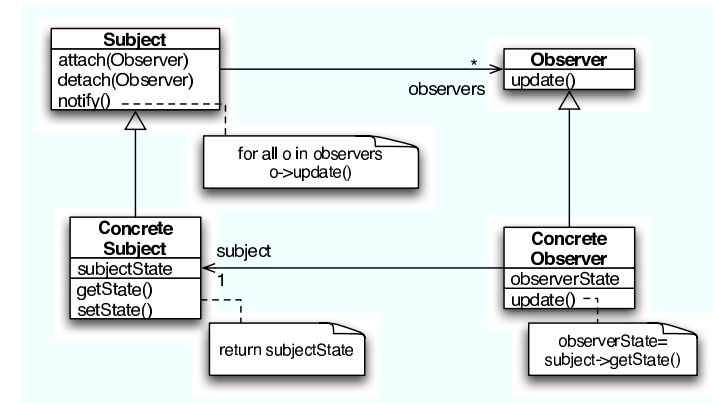 Subject
attach(Observer)
detach(Observer)
notify()
*
observers
Observer
update()
for all o in observers
o->update()
Concrete
Subject
subjectState
getState()
setState()
subject
1
Concrete
Observer
observerState
update()
return subjectState
observerState=
subject->getState()